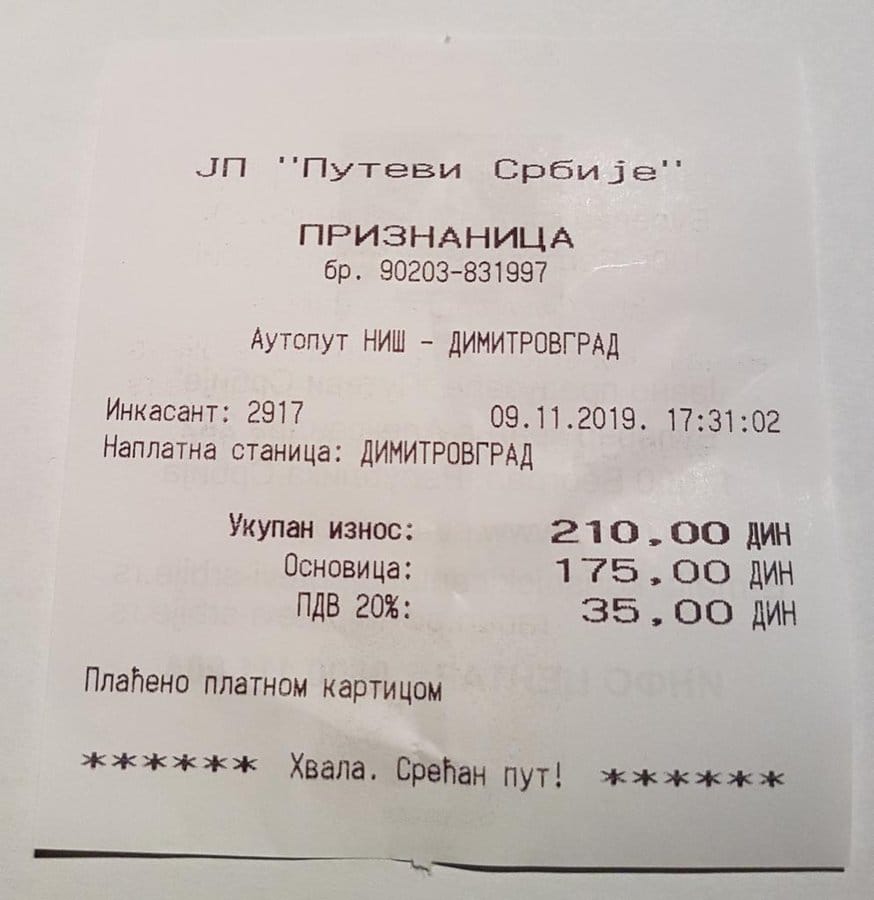 ЈП "Путеви Србије"
ПРИЗНАНИЦА
бр. 90203-831997
Аутопут НИШ - ДИМИТРОВГРАД
Инкасант: 2917 09.11.2019. 17:31:02
Наплатна станица: ДИМИТРОВГРАД
Укупан износ: 210,00 ДИН
Основица: 175,00 ДИН
ПДВ 20%: 35,00 ДИН
Плаћено платном картицом
****** Хвала. Срећан пут! ******